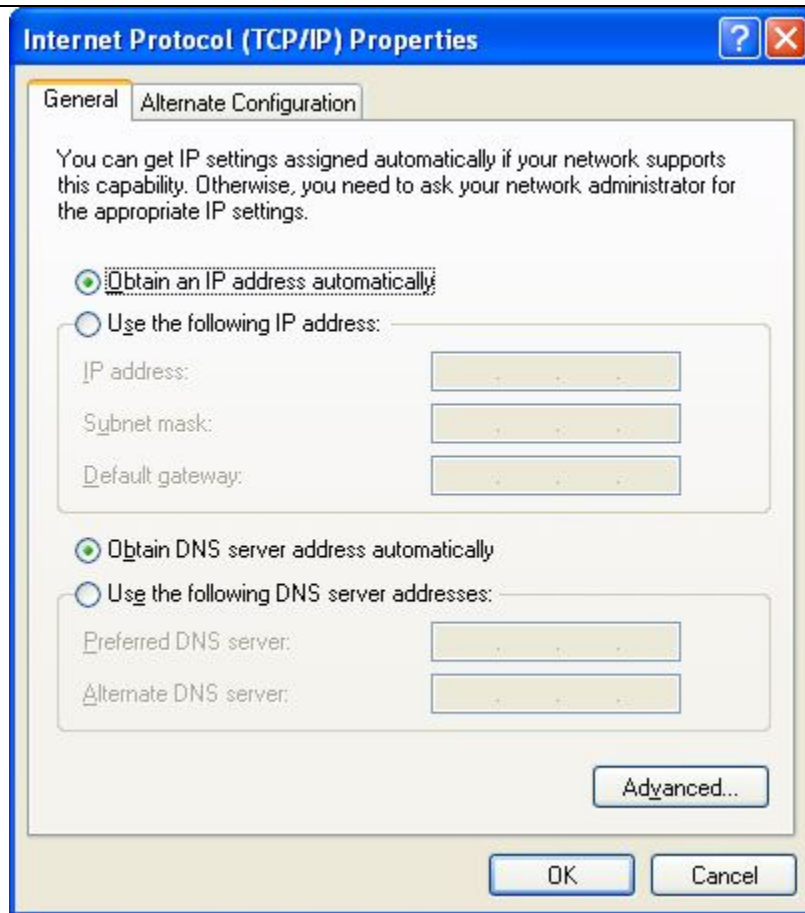 Internet Protocol (TCP/IP) Properties
?
General
Alternate Configuration
You can get IP settings assigned automatically if your network supports
this capability. Otherwise, you need to ask your network administrator for
the appropriate IP settings.
Obtain an IP address automatically
Use the following IP address:
IP address:
Subnet mask:
Default gateway:
Obtain DNS server address automatically
Use the following DNS server addresses:
Preferred DNS server:
Alternate DNS server:
Advanced...
OK
Cancel